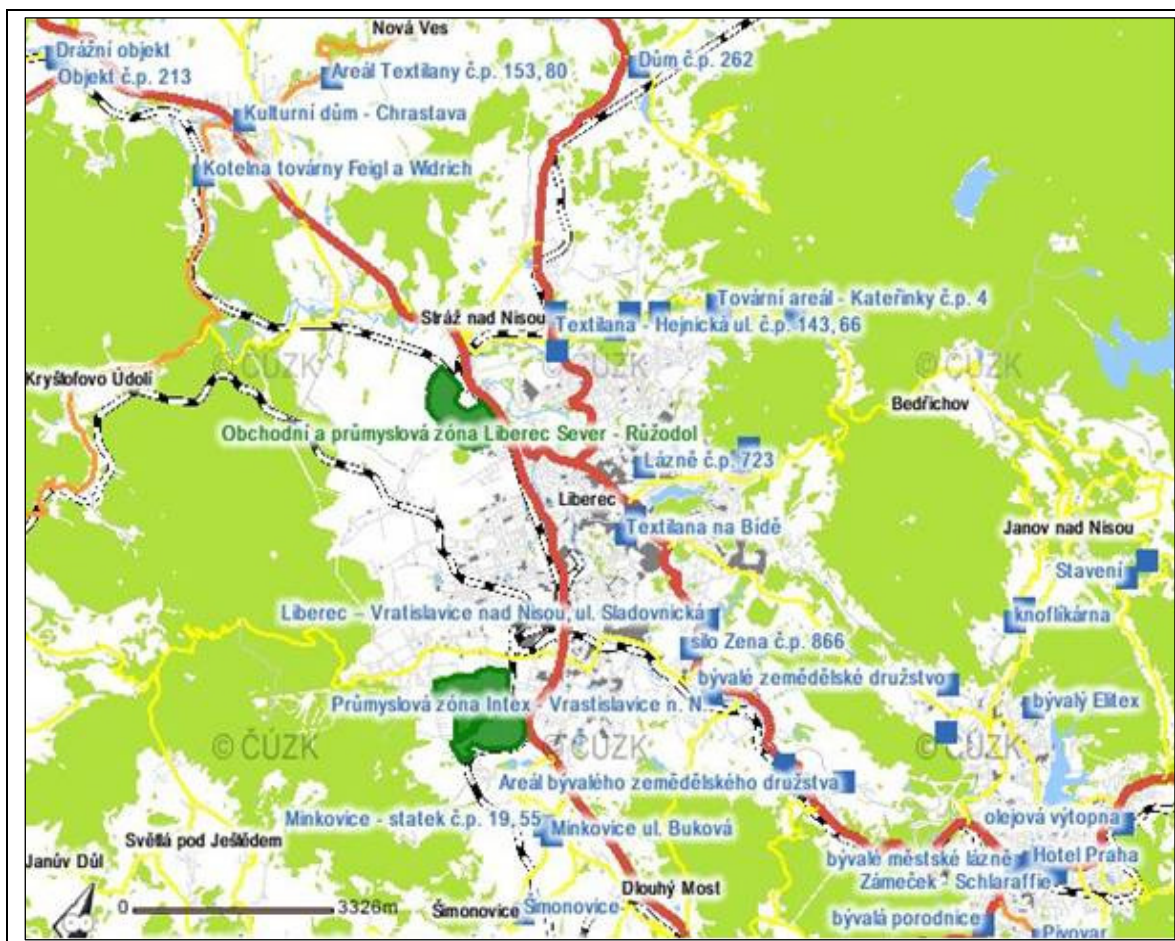 Nová Ves
Drážní objekt
Objekt č.p. 213
Areál Textilany č.p. 153, 80
Dům č.p. 262
Kulturní dům - Chrastava
Kotelna továrny Feigl a Widrich
Tovární areál - Kateřinky č.p. 4
Stráž nad Nisou
Textilana - Hejnická ul. č.p. 143, 66
© ČÚZK
© ČÚZK
© ČÚZK
Kryštofovo Údolí
Bedřichov
Obchodní a průmyslová zóna Liberec Sever - Růžodol
Lázně č.p. 723
Liberec
Textilana na Bídě
Janov nad Nisou
Stavení
Liberec – Vratislavice nad Nisou, ul. Sladovnická
knoflíkárna
silo Zena č.p. 866
bývalé zemědělské družstvo
Průmyslová zóna Intex - Vrastislavice n. N.
bývalý Elitex
© ČÚZK
© ČÚZK
© ČÚZK
Areál bývalého zemědělského družstva
Minkovice - statek č.p. 19, 55
Minkovice ul. Buková
olejová výtopna
Světlá pod Ještědem
Janův Důl
bývalé městské lázně
Hotel Praha
Zámeček - Schlaraffie
Dlouhý Most
0 3326m
Šimonovice
Šimonovice
bývalá porodnice
Pivovar